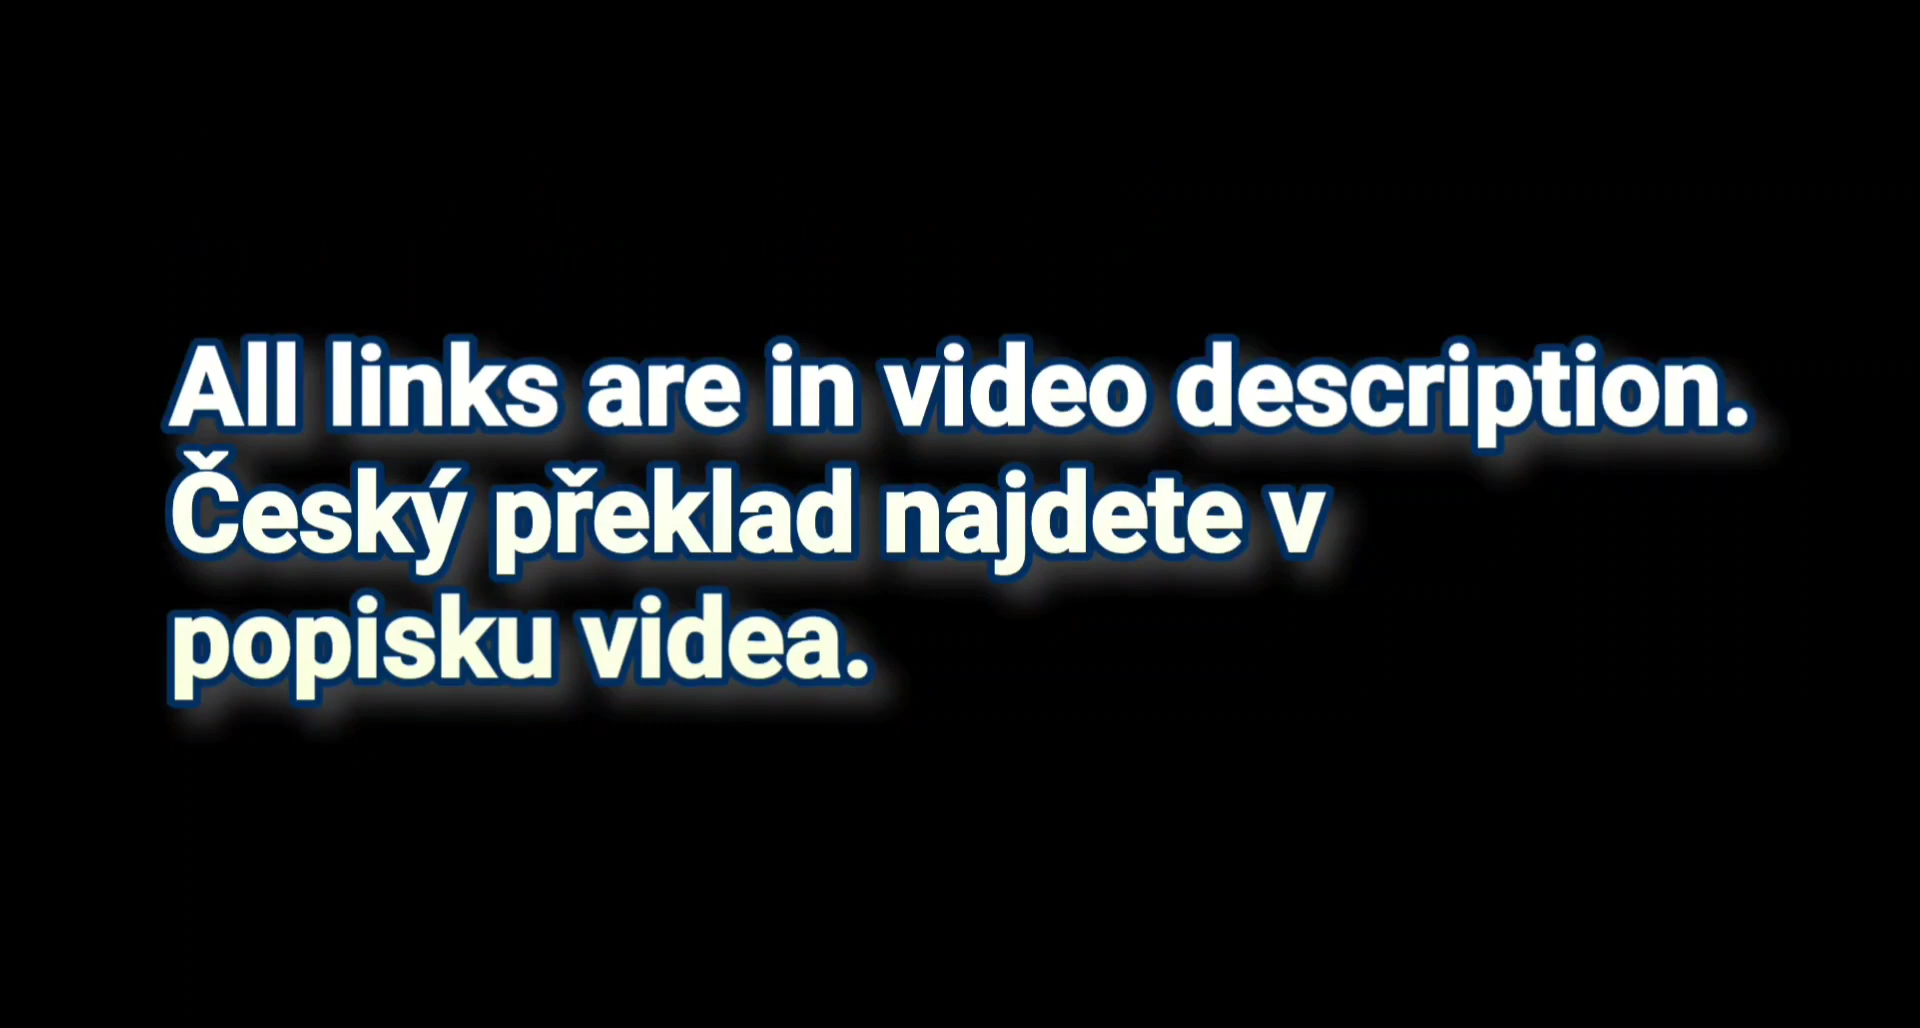 All links are in video description.
Český překlad najdete v
popisku videa.